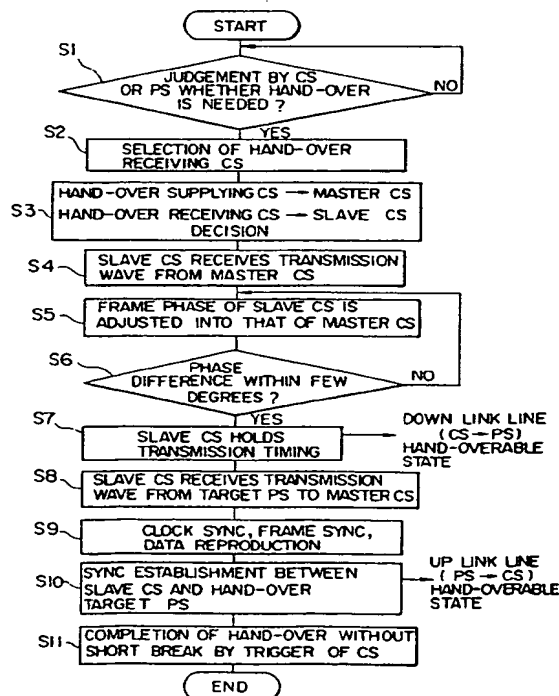 START
S1
JUDGEMENT BY CS
OR PS WHETHER HAND-OVER
IS NEEDED ?
NO
YES
S2
SELECTION OF HAND-OVER
RECEIVING CS
S3
HAND-OVER SUPPLYING CS → MASTER CS
HAND-OVER RECEIVING CS → SLAVE CS
DECISION
S4
SLAVE CS RECEIVES TRANSMISSION
WAVE FROM MASTER CS
S5
FRAME PHASE OF SLAVE CS IS
ADJUSTED INTO THAT OF MASTER CS
S6
PHASE
DIFFERENCE WITHIN FEW
DEGREES ?
NO
YES
S7
SLAVE CS HOLDS
TRANSMISSION TIMING
DOWN LINK LINE
(CS → PS)
HAND-OVERABLE
STATE
S8
SLAVE CS RECEIVES TRANSMISSION
WAVE FROM TARGET PS TO MASTER CS
S9
CLOCK SYNC, FRAME SYNC,
DATA REPRODUCTION
S10
SYNC ESTABLISHMENT BETWEEN
SLAVE CS AND HAND-OVER
TARGET PS
UP LINK LINE
(PS → CS)
HAND-OVERABLE
STATE
S11
COMPLETION OF HAND-OVER WITHOUT
SHORT BREAK BY TRIGGER OF CS
END